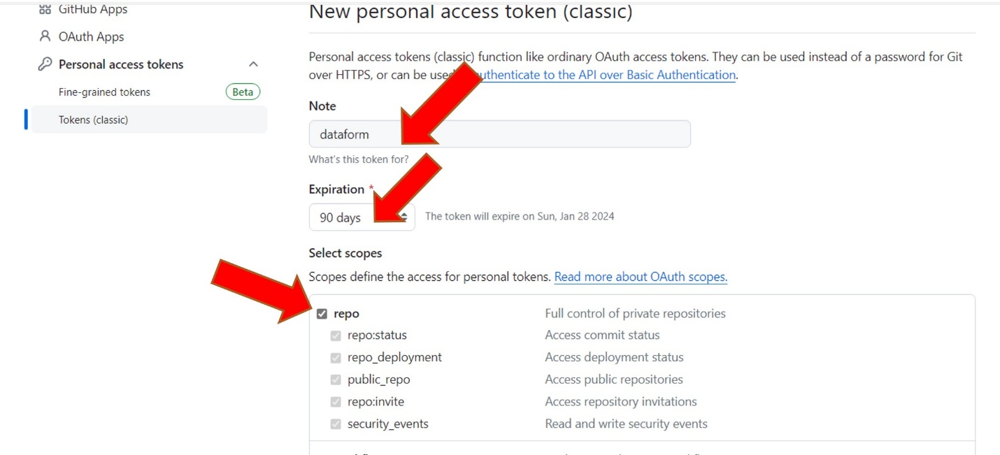 GitHub Apps
OAuth Apps
Personal access tokens
Fine-grained tokens
Beta
Tokens (classic)
New personal access token (classic)
Personal access tokens (classic) function like ordinary OAuth access tokens. They can be used instead of a password for Git
over HTTPS, or can be used authenticate to the API over Basic Authentication.
Note
dataform
What's this token for?
Expiration *
90 days
The token will expire on Sun, Jan 28 2024
Select scopes
Scopes define the access for personal tokens. Read more about OAuth scopes.
repo Full control of private repositories
repo:status Access commit status
repo_deployment Access deployment status
public_repo Access public repositories
repo:invite Access repository invitations
security_events Read and write security events